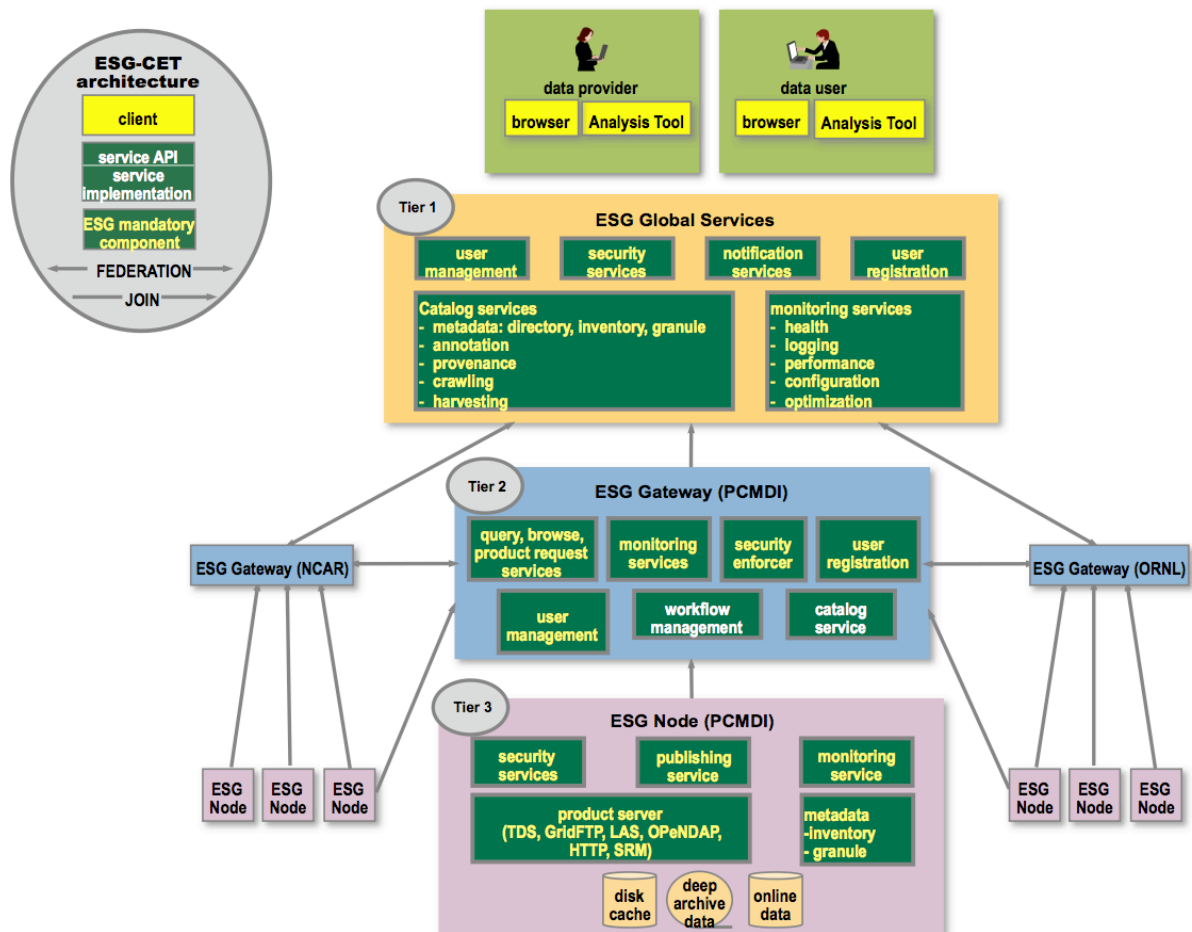 ESG-CET
architecture
client
service API
service
implementation
ESG mandatory
component
FEDERATION
JOIN
data provider
browser
Analysis Tool
data user
browser
Analysis Tool
Tier 1
ESG Global Services
user
management
security
services
notification
services
user
registration
Catalog services
- metadata: directory, inventory, granule
- annotation
- provenance
- crawling
- harvesting
monitoring services
- health
- logging
- performance
- configuration
- optimization
Tier 2
ESG Gateway (PCMDI)
query, browse,
product request
services
monitoring
services
security
enforcer
user
registration
user
management
workflow
management
catalog
service
ESG Gateway (NCAR)
ESG Gateway (ORNL)
Tier 3
ESG Node (PCMDI)
security
services
publishing
service
monitoring
service
product server
(TDS, GridFTP, LAS, OPeNDAP,
HTTP, SRM)
metadata
-inventory
- granule
disk
cache
deep
archive
data
online
data
ESG
Node
ESG
Node
ESG
Node
ESG
Node
ESG
Node
ESG
Node